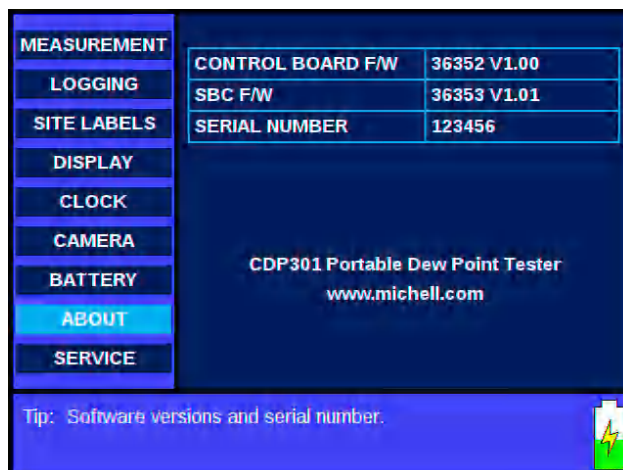 MEASUREMENT
LOGGING
SITE LABELS
DISPLAY
CLOCK
CAMERA
BATTERY
ABOUT
SERVICE
CONTROL BOARD F/W 36352 V1.00
SBC F/W 36353 V1.01
SERIAL NUMBER 123456
CDP301 Portable Dew Point Tester
www.michell.com
Tip: Software versions and serial number.